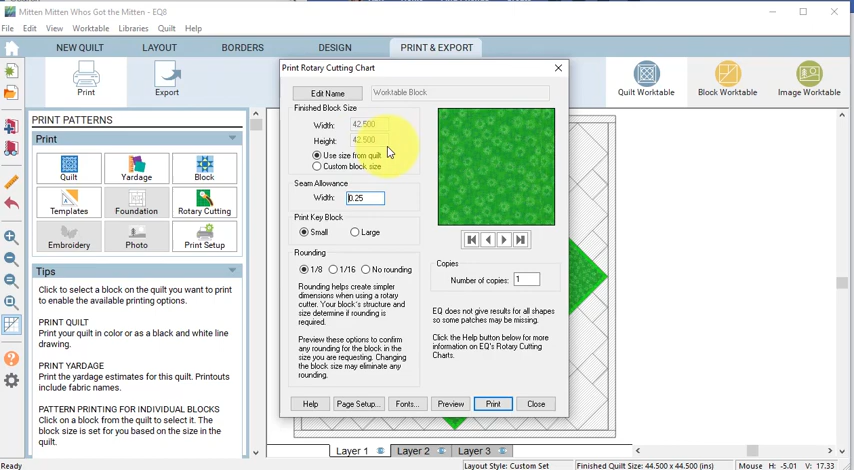 Mitten Mitten Whos Got the Mitten - EQ8
File Edit View Worktable Libraries Quilt Help
NEW QUILT LAYOUT BORDERS DESIGN PRINT & EXPORT
Print Export Quilt Worktable Block Worktable Image Worktable
PRINT PATTERNS
Print
Quilt Yardage Block
Templates Foundation Rotary Cutting
Embroidery Photo Print Setup
Tips
Click to select a block on the quilt you want to print
to enable the available printing options.
PRINT QUILT
Print your quilt in color or as a black and white line
drawing.
PRINT YARDAGE
Print the yardage estimates for this quilt. Printouts
include fabric names.
PATTERN PRINTING FOR INDIVIDUAL BLOCKS
Click on a block from the quilt to select it. The
block size is set for you based on the size in the
quilt.
Print Rotary Cutting Chart
Edit Name Worktable Block
Finished Block Size
Width: 42.500
Height: 42.500
Use size from quilt
Custom block size
Seam Allowance
Width: 0.25
Print Key Block
Small Large
Rounding
1/8 1/16 No rounding
Rounding helps create simpler
dimensions when using a rotary
cutter. Your block's structure and
size determine if rounding is
required.
Preview these options to confirm
any rounding for the block in the
size you are requesting. Changing
the block size may eliminate any
rounding.
Copies
Number of copies: 1
EQ does not give results for all shapes
so some patches may be missing.
Click the Help button below for more
information on EQ's Rotary Cutting
Charts.
Help Page Setup... Fonts... Preview Print Close
Layer 1 Layer 2 Layer 3
Ready Layout Style: Custom Set Finished Quilt Size: 44.500 x 44.500 (ins) Mouse H: -5.01 V: 17.33